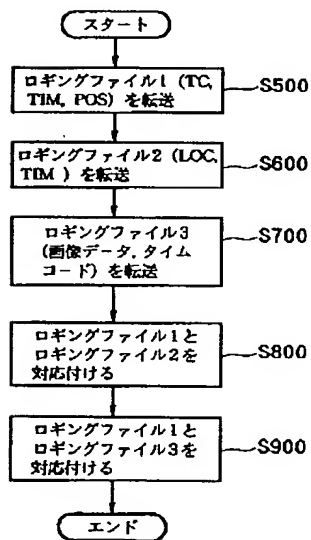 スタート
ロギングファイル1 (TC,
TIM, POS) を転送
S500
ロギングファイル2 (LOC,
TIM ) を転送
S600
ロギングファイル3
(画像データ, タイム
コード) を転送
S700
ロギングファイル1と
ロギングファイル2を
対応付ける
S800
ロギングファイル1と
ロギングファイル3を
対応付ける
S900
エンド